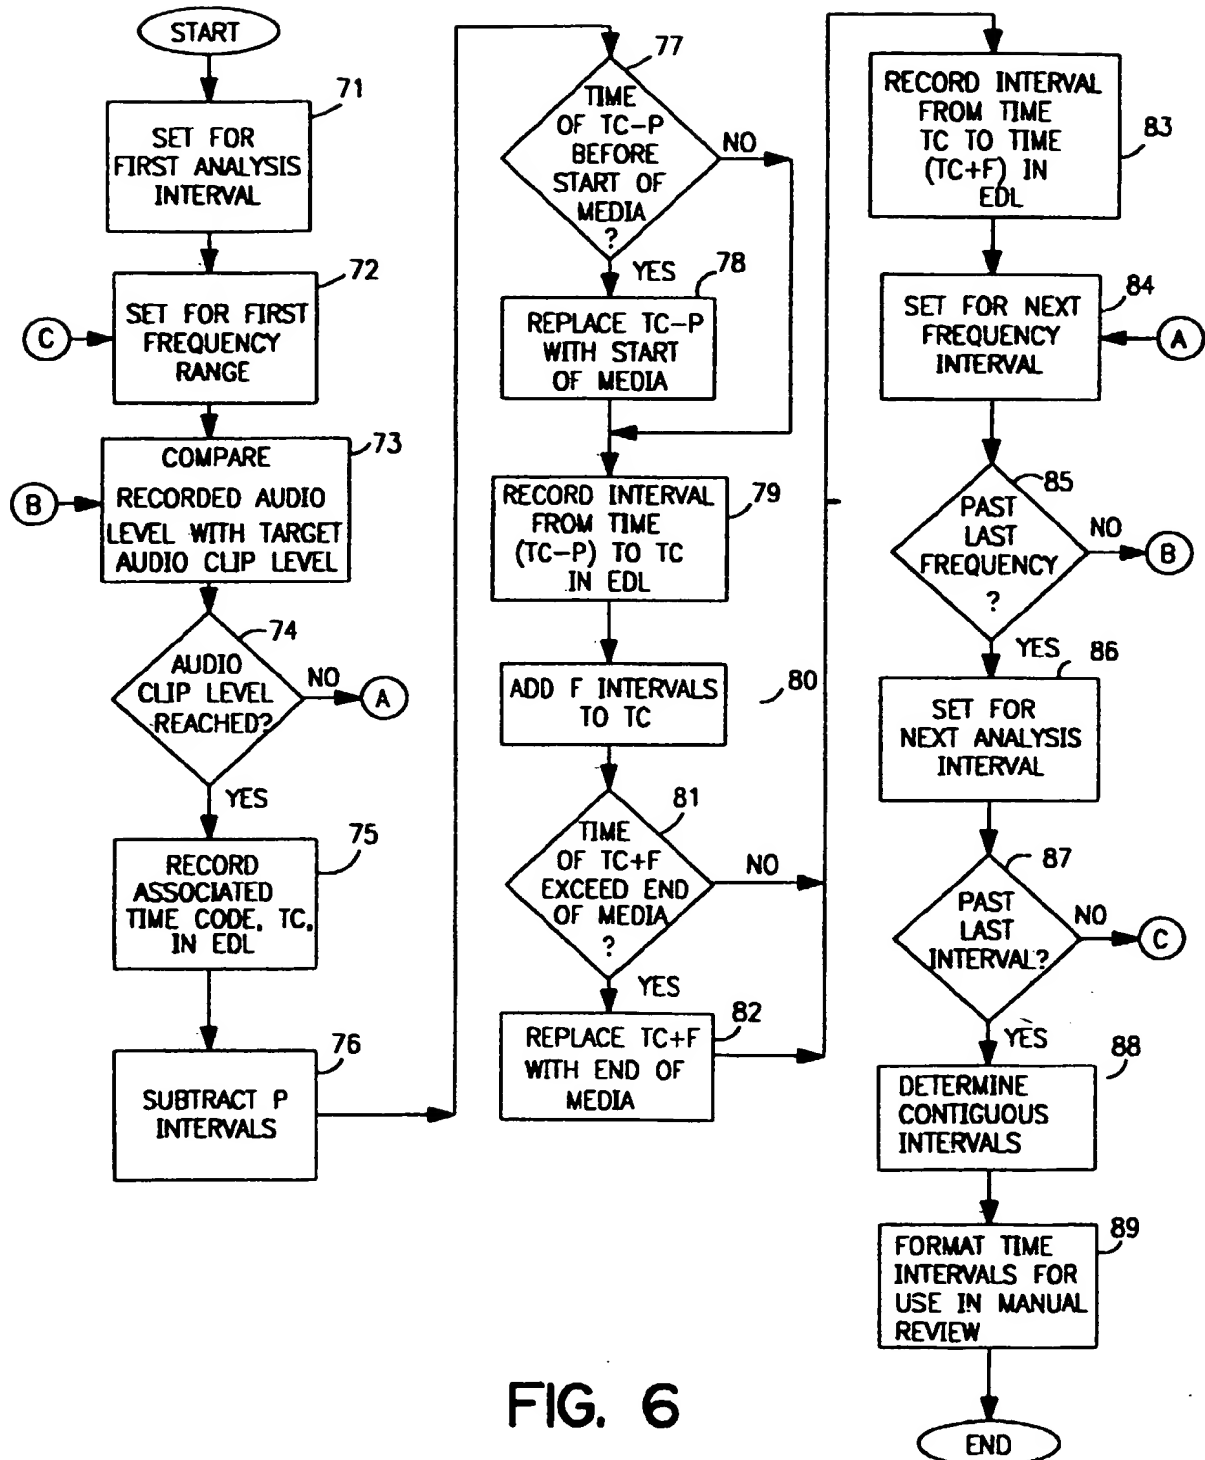 START
71
SET FOR
FIRST ANALYSIS
INTERVAL
72
C
SET FOR FIRST
FREQUENCY
RANGE
73
B
COMPARE
RECORDED AUDIO
LEVEL WITH TARGET
AUDIO CLIP LEVEL
74
AUDIO
CLIP LEVEL
REACHED?
NO
A
YES
75
RECORD
ASSOCIATED
TIME CODE, TC,
IN EDL
76
SUBTRACT P
INTERVALS
77
TIME
OF TC-P
BEFORE
START OF
MEDIA
?
NO
YES
78
REPLACE TC-P
WITH START
OF MEDIA
79
RECORD INTERVAL
FROM TIME
(TC-P) TO TC
IN EDL
80
ADD F INTERVALS
TO TC
81
TIME
OF TC+F
EXCEED END
OF MEDIA
?
NO
YES
82
REPLACE TC+F
WITH END OF
MEDIA
83
RECORD INTERVAL
FROM TIME
TC TO TIME
(TC+F) IN
EDL
84
SET FOR NEXT
FREQUENCY
INTERVAL
A
85
PAST
LAST
FREQUENCY
?
NO
B
YES
86
SET FOR
NEXT ANALYSIS
INTERVAL
87
PAST
LAST
INTERVAL?
NO
C
YES
88
DETERMINE
CONTIGUOUS
INTERVALS
89
FORMAT TIME
INTERVALS FOR
USE IN MANUAL
REVIEW
END
FIG. 6